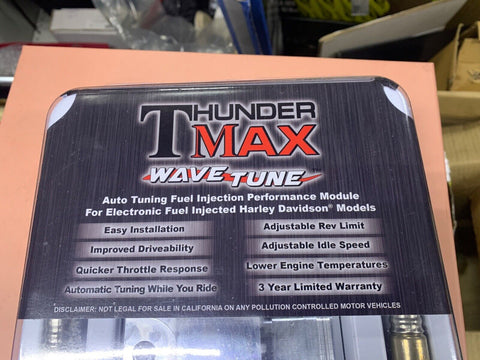 THUNDER
MAX
WAVE TUNE
Auto Tuning Fuel Injection Performance Module
For Electronic Fuel Injected Harley Davidson® Models
Easy Installation
Adjustable Rev Limit
Improved Driveability
Adjustable Idle Speed
Quicker Throttle Response
Lower Engine Temperatures
Automatic Tuning While You Ride
3 Year Limited Warranty
DISCLAIMER: NOT LEGAL FOR SALE IN CALIFORNIA ON ANY POLLUTION CONTROLLED MOTOR VEHICLES